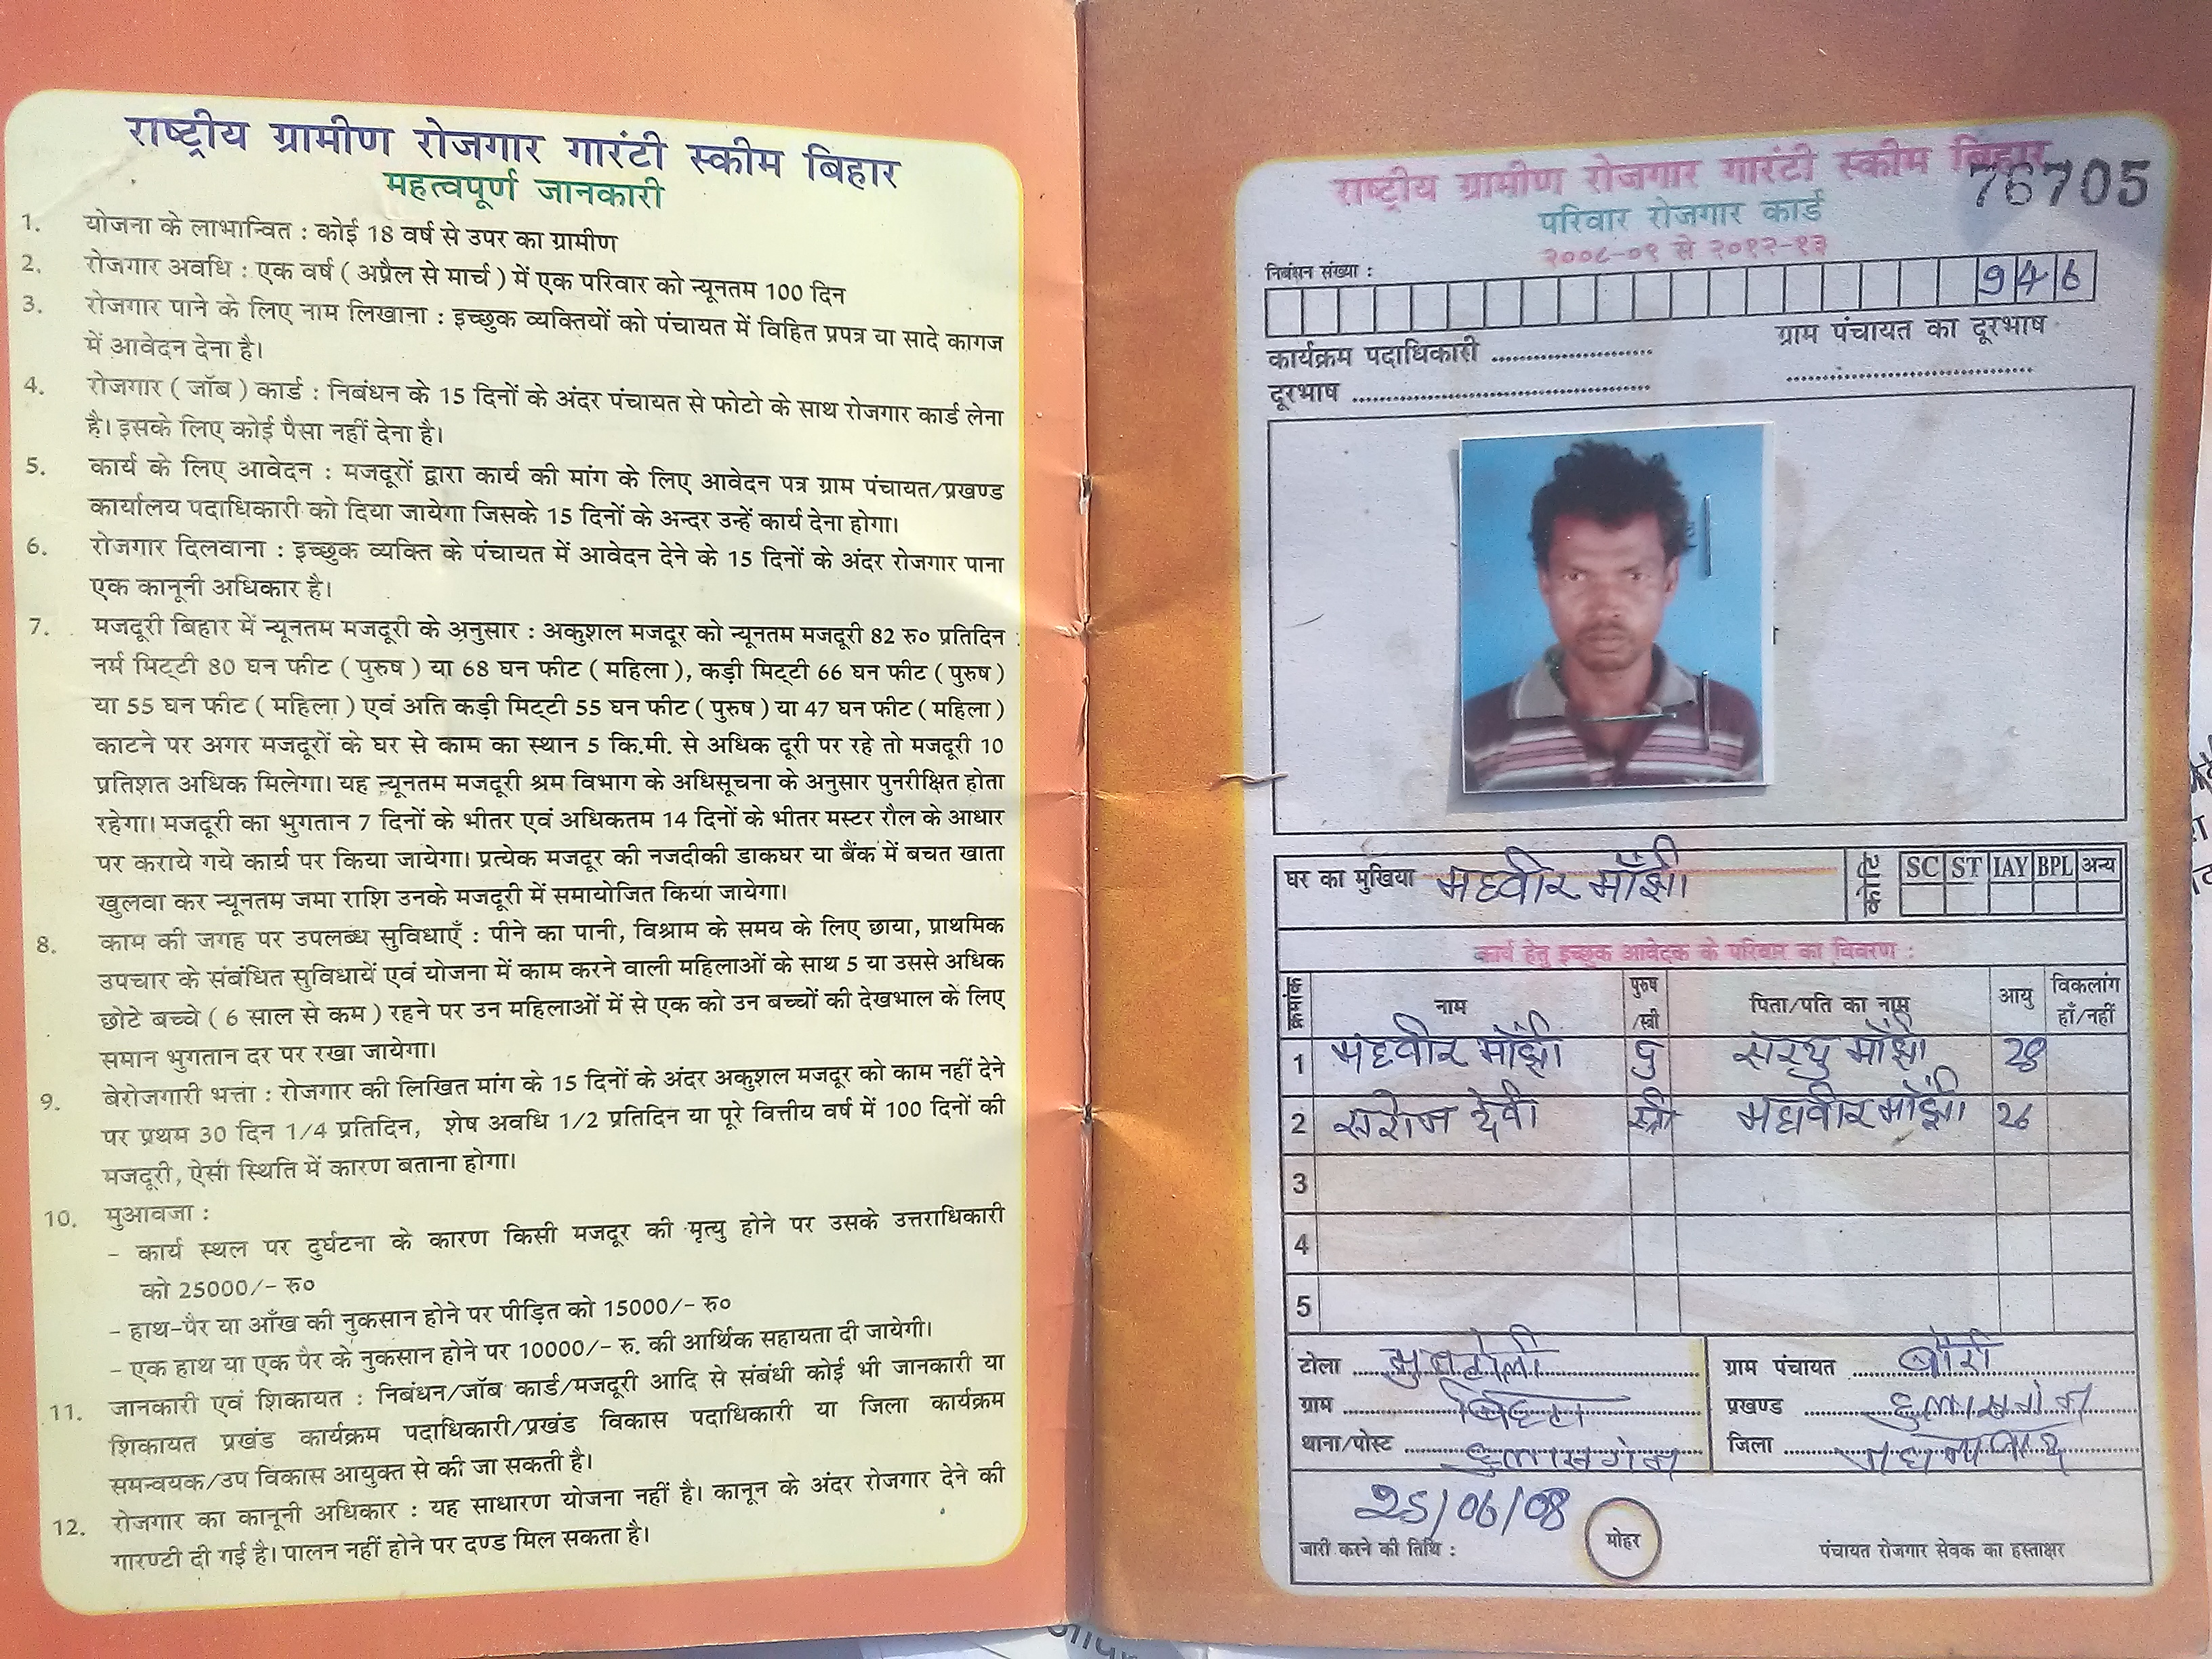 राष्ट्रीय ग्रामीण रोजगार गारंटी स्कीम बिहार
महत्वपूर्ण जानकारी
1. योजना के लाभान्वित : कोई 18 वर्ष से उपर का ग्रामीण
2. रोजगार अवधि : एक वर्ष ( अप्रैल से मार्च ) में एक परिवार को न्यूनतम 100 दिन
3. रोजगार पाने के लिए नाम लिखाना : इच्छुक व्यक्तियों को पंचायत में विहित प्रपत्र या सादे कागज
में आवेदन देना है।
4. रोजगार ( जॉब ) कार्ड : निबंधन के 15 दिनों के अंदर पंचायत से फोटो के साथ रोजगार कार्ड लेना
है। इसके लिए कोई पैसा नहीं देना है।
5. कार्य के लिए आवेदन : मजदूरों द्वारा कार्य की मांग के लिए आवेदन पत्र ग्राम पंचायत/प्रखण्ड
कार्यालय पदाधिकारी को दिया जायेगा जिसके 15 दिनों के अन्दर उन्हें कार्य देना होगा।
6. रोजगार दिलवाना : इच्छुक व्यक्ति के पंचायत में आवेदन देने के 15 दिनों के अंदर रोजगार पाना
एक कानूनी अधिकार है।
7. मजदूरी बिहार में न्यूनतम मजदूरी के अनुसार : अकुशल मजदूर को न्यूनतम मजदूरी 82 रु० प्रतिदिन :
नर्म मिट्टी 80 घन फीट ( पुरुष ) या 68 घन फीट ( महिला ), कड़ी मिट्टी 66 घन फीट ( पुरुष )
या 55 घन फीट ( महिला ) एवं अति कड़ी मिट्टी 55 घन फीट ( पुरुष ) या 47 घन फीट ( महिला )
काटने पर अगर मजदूरों के घर से काम का स्थान 5 कि.मी. से अधिक दूरी पर रहे तो मजदूरी 10
प्रतिशत अधिक मिलेगा। यह न्यूनतम मजदूरी श्रम विभाग के अधिसूचना के अनुसार पुनरीक्षित होता
रहेगा। मजदूरी का भुगतान 7 दिनों के भीतर एवं अधिकतम 14 दिनों के भीतर मस्टर रौल के आधार
पर कराये गये कार्य पर किया जायेगा। प्रत्येक मजदूर की नजदीकी डाकघर या बैंक में बचत खाता
खुलवा कर न्यूनतम जमा राशि उनके मजदूरी में समायोजित किया जायेगा।
8. काम की जगह पर उपलब्ध सुविधाएँ : पीने का पानी, विश्राम के समय के लिए छाया, प्राथमिक
उपचार के संबंधित सुविधायें एवं योजना में काम करने वाली महिलाओं के साथ 5 या उससे अधिक
छोटे बच्चे ( 6 साल से कम ) रहने पर उन महिलाओं में से एक को उन बच्चों की देखभाल के लिए
समान भुगतान दर पर रखा जायेगा।
9. बेरोजगारी भत्ता : रोजगार की लिखित मांग के 15 दिनों के अंदर अकुशल मजदूर को काम नहीं देने
पर प्रथम 30 दिन 1/4 प्रतिदिन, शेष अवधि 1/2 प्रतिदिन या पूरे वित्तीय वर्ष में 100 दिनों की
मजदूरी, ऐसी स्थिति में कारण बताना होगा।
10. मुआवजा :
- कार्य स्थल पर दुर्घटना के कारण किसी मजदूर की मृत्यु होने पर उसके उत्तराधिकारी
को 25000/- रु०
- हाथ-पैर या आँख की नुकसान होने पर पीड़ित को 15000/- रु०
- एक हाथ या एक पैर के नुकसान होने पर 10000/- रु. की आर्थिक सहायता दी जायेगी।
11. जानकारी एवं शिकायत : निबंधन/जॉब कार्ड/मजदूरी आदि से संबंधी कोई भी जानकारी या
शिकायत प्रखंड कार्यक्रम पदाधिकारी/प्रखंड विकास पदाधिकारी या जिला कार्यक्रम
समन्वयक/उप विकास आयुक्त से की जा सकती है।
12. रोजगार का कानूनी अधिकार : यह साधारण योजना नहीं है। कानून के अंदर रोजगार देने की
गारण्टी दी गई है। पालन नहीं होने पर दण्ड मिल सकता है।
राष्ट्रीय ग्रामीण रोजगार गारंटी स्कीम बिहार
76705
परिवार रोजगार कार्ड
२००८-०९ से २०१२-१३
निबंधन संख्या :
946
कार्यक्रम पदाधिकारी ........................ ग्राम पंचायत का दूरभाष
दूरभाष ........................
घर का मुखिया महवीर माँझी कोटि SC ST IAY BPL अन्य
कार्य हेतु इच्छुक आवेदक के परिवार का विवरण :
क्रमांक नाम पुरुष/स्त्री पिता/पति का नाम आयु विकलांग हाँ/नहीं
1 महवीर माँझी पु सरयु माँझी 28
2 सरोज देवी स्त्री महावीर माँझी 26
3
4
5
टोला ........ ग्राम पंचायत ........
ग्राम ........ प्रखण्ड ........
थाना/पोस्ट हुलासगंज जिला ........
25/06/08
जारी करने की तिथि : मोहर पंचायत रोजगार सेवक का हस्ताक्षर